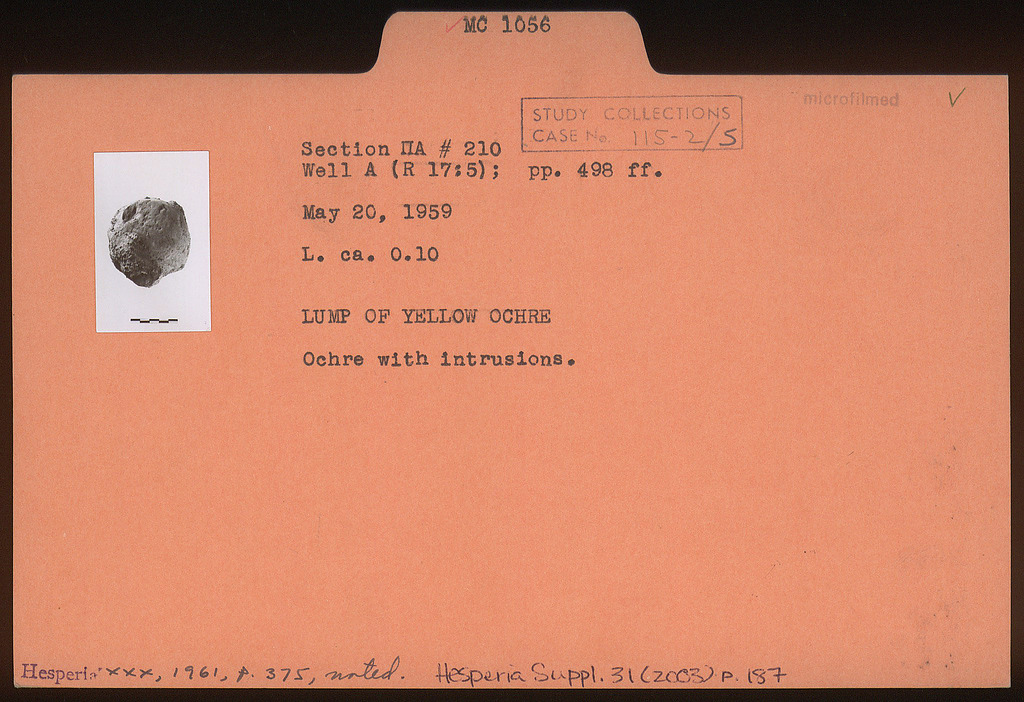 MC 1056
microfilmed
STUDY COLLECTIONS
CASE No 115-2/5
Section ΠΑ # 210
Well A (R 17:5); pp. 498 ff.
May 20, 1959
L. ca. 0.10
LUMP OF YELLOW OCHRE
Ochre with intrusions.
Hesperia xxx, 1961, p. 375, noted. Hesperia Suppl. 31 (2003) p. 187